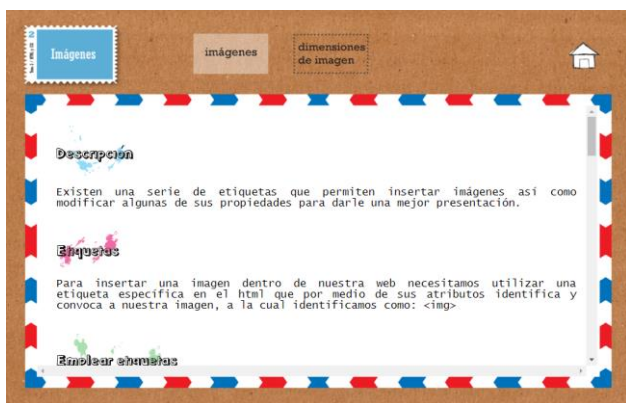 Imágenes
imágenes
dimensiones
de imagen
Descripción
Existen una serie de etiquetas que permiten insertar imágenes así como
modificar algunas de sus propiedades para darle una mejor presentación.
Etiquetas
Para insertar una imagen dentro de nuestra web necesitamos utilizar una
etiqueta específica en el html que por medio de sus atributos identifica y
convoca a nuestra imagen, a la cual identificamos como: <img>
Emplear etiquetas